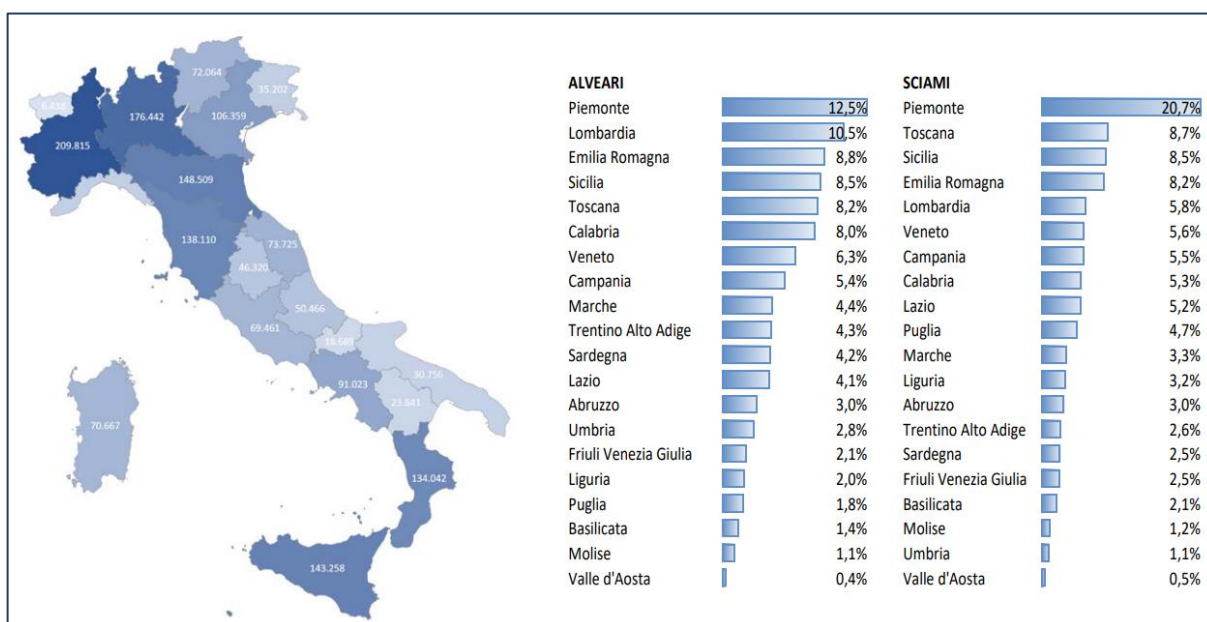 72.064
35.202
6.438
176.442
106.359
209.815
148.509
138.110
73.725
46.320
50.466
69.461
18.689
30.756
91.023
23.841
70.667
134.042
143.258
ALVEARI
Piemonte 12,5%
Lombardia 10,5%
Emilia Romagna 8,8%
Sicilia 8,5%
Toscana 8,2%
Calabria 8,0%
Veneto 6,3%
Campania 5,4%
Marche 4,4%
Trentino Alto Adige 4,3%
Sardegna 4,2%
Lazio 4,1%
Abruzzo 3,0%
Umbria 2,8%
Friuli Venezia Giulia 2,1%
Liguria 2,0%
Puglia 1,8%
Basilicata 1,4%
Molise 1,1%
Valle d'Aosta 0,4%
SCIAMI
Piemonte 20,7%
Toscana 8,7%
Sicilia 8,5%
Emilia Romagna 8,2%
Lombardia 5,8%
Veneto 5,6%
Campania 5,5%
Calabria 5,3%
Lazio 5,2%
Puglia 4,7%
Marche 3,3%
Liguria 3,2%
Abruzzo 3,0%
Trentino Alto Adige 2,6%
Sardegna 2,5%
Friuli Venezia Giulia 2,5%
Basilicata 2,1%
Molise 1,2%
Umbria 1,1%
Valle d'Aosta 0,5%